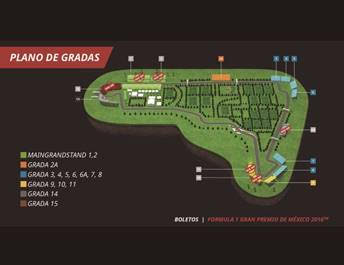 PLANO DE GRADAS
MAINGRANDSTAND 1,2
GRADA 2A
GRADA 3, 4, 5, 6, 6A, 7, 8
GRADA 9, 10, 11
GRADA 14
GRADA 15
BOLETOS | FORMULA 1 GRAN PREMIO DE MÉXICO 2016™